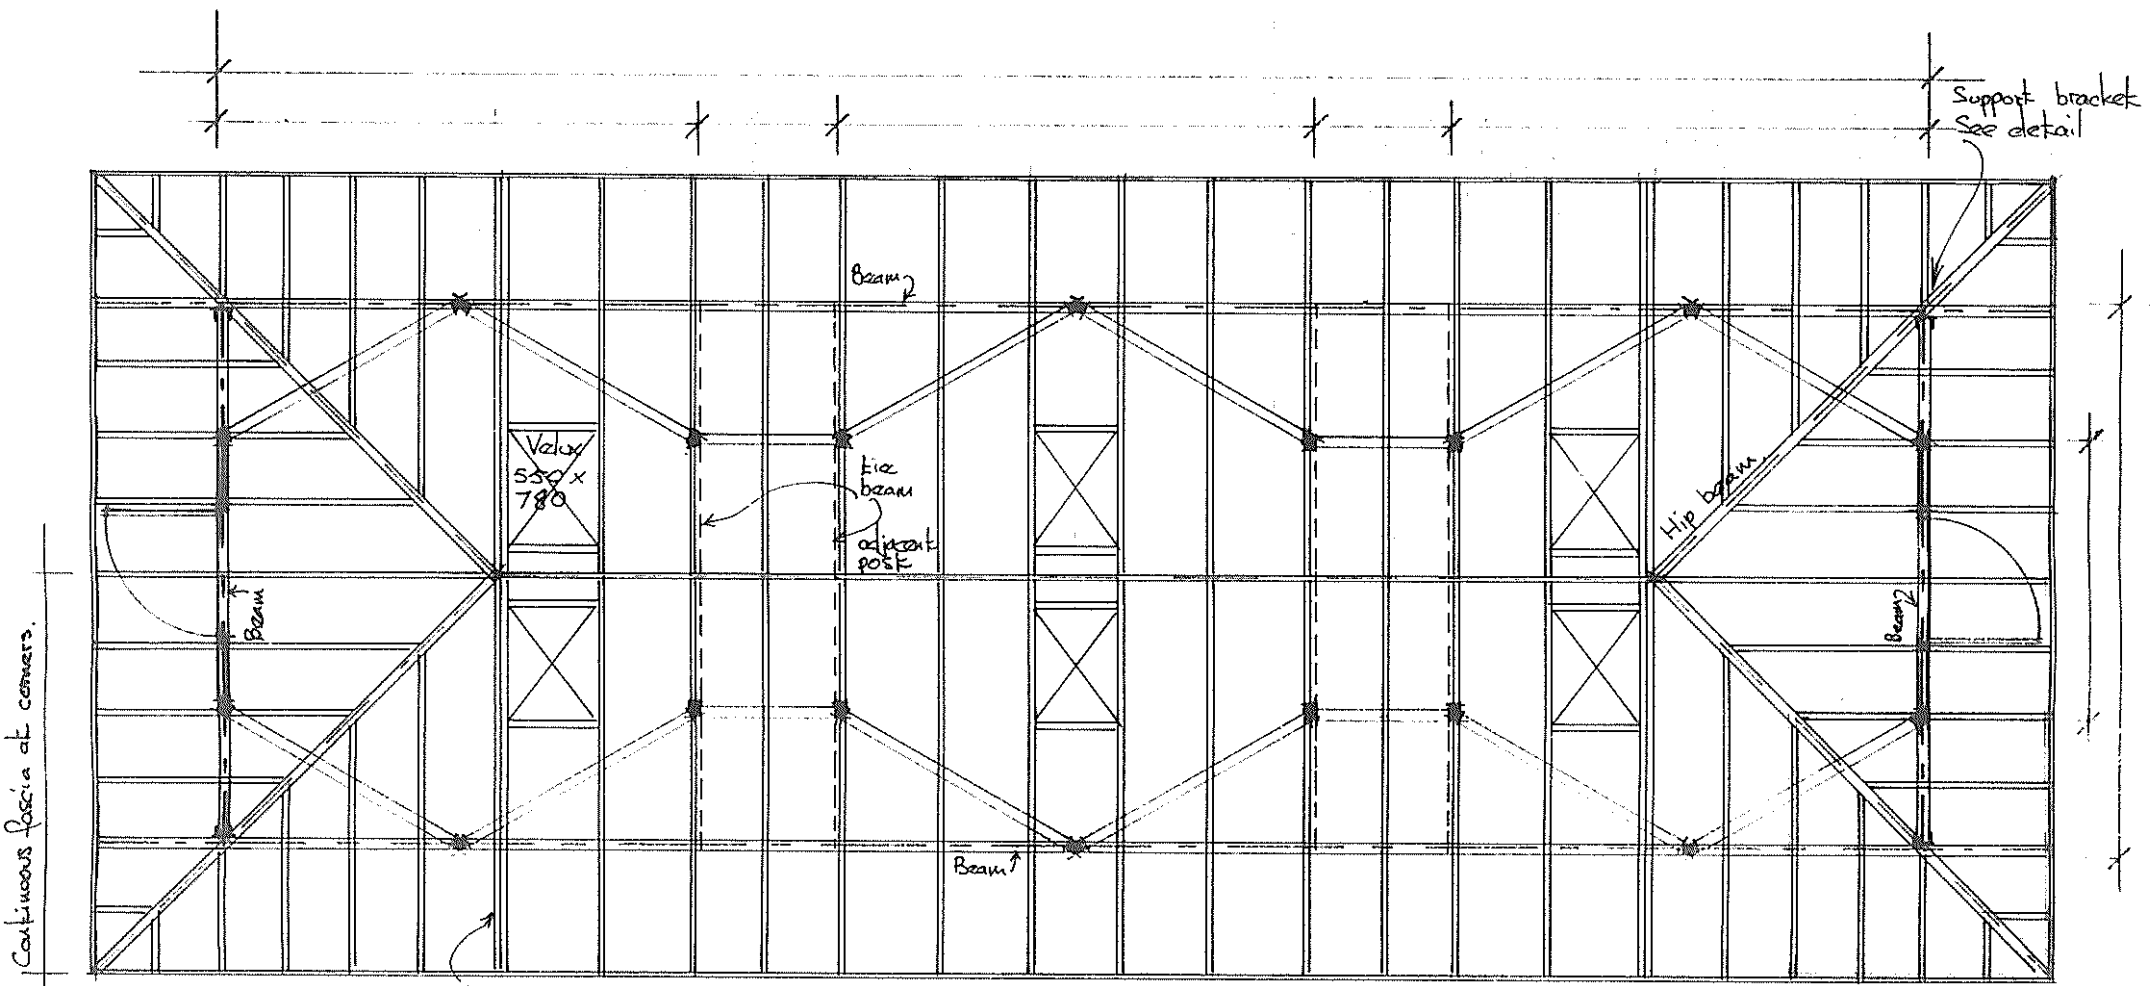 Support bracket
See detail
Beam
Velux
550 x
780
tie
beam
adjacent
post
Hip beam
Beam
Beam
Beam
Continuous fascia at corners.